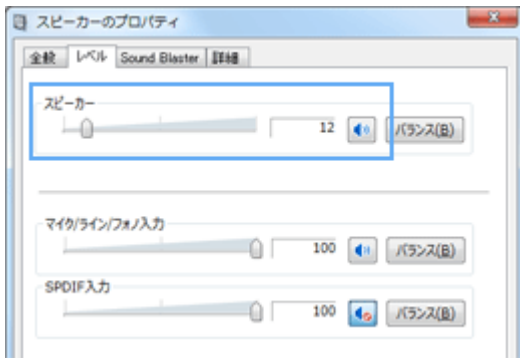 スピーカーのプロパティ
全般 レベル Sound Blaster 詳細
スピーカー
12 バランス(B)
マイク/ライン/フォノ入力
100 バランス(B)
SPDIF入力
100 バランス(B)